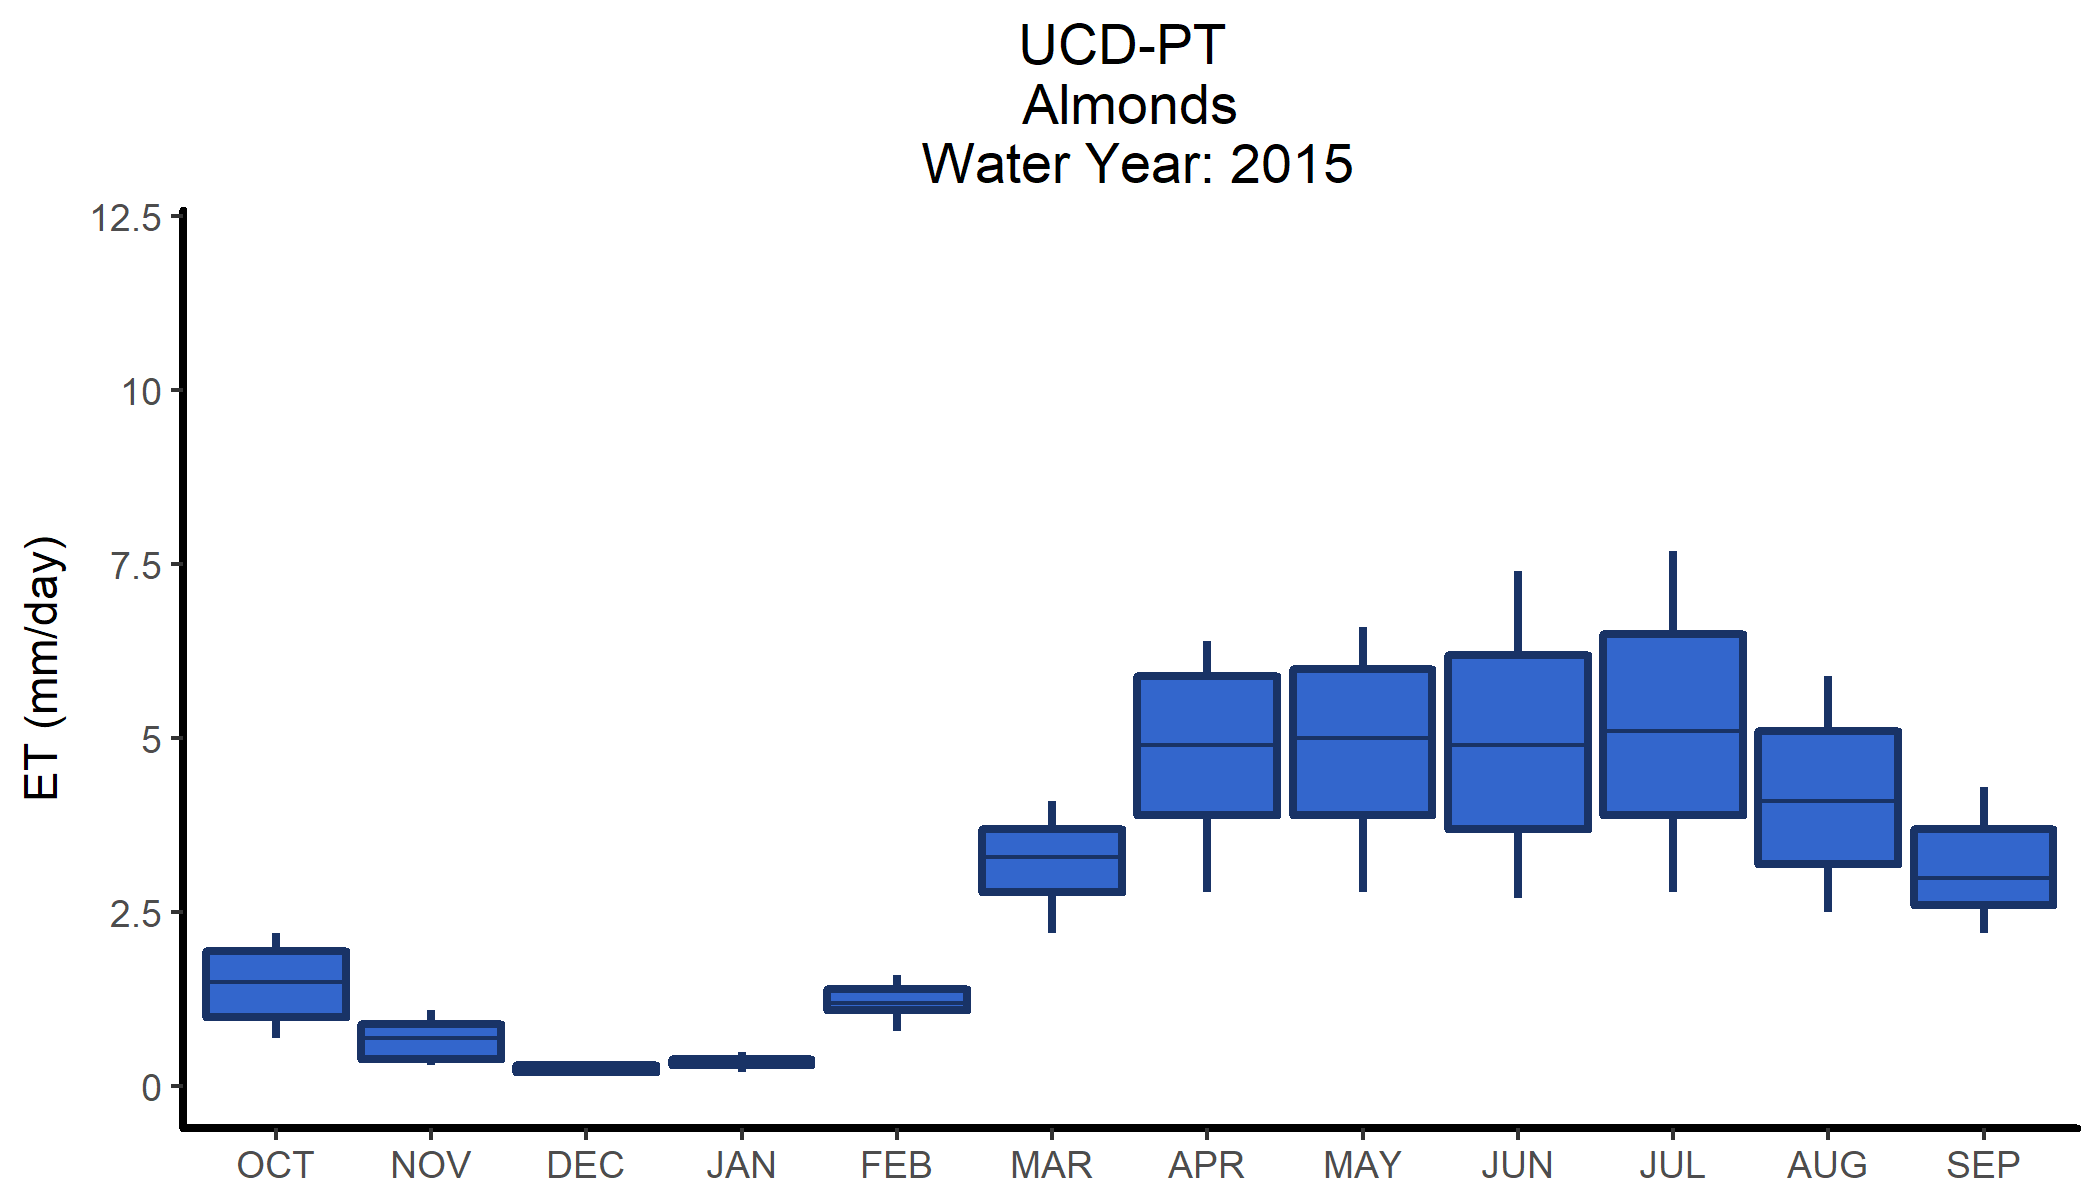 UCD-PT
Almonds
Water Year: 2015
ET (mm/day)
12.5
10
7.5
5
2.5
0
OCT NOV DEC JAN FEB MAR APR MAY JUN JUL AUG SEP